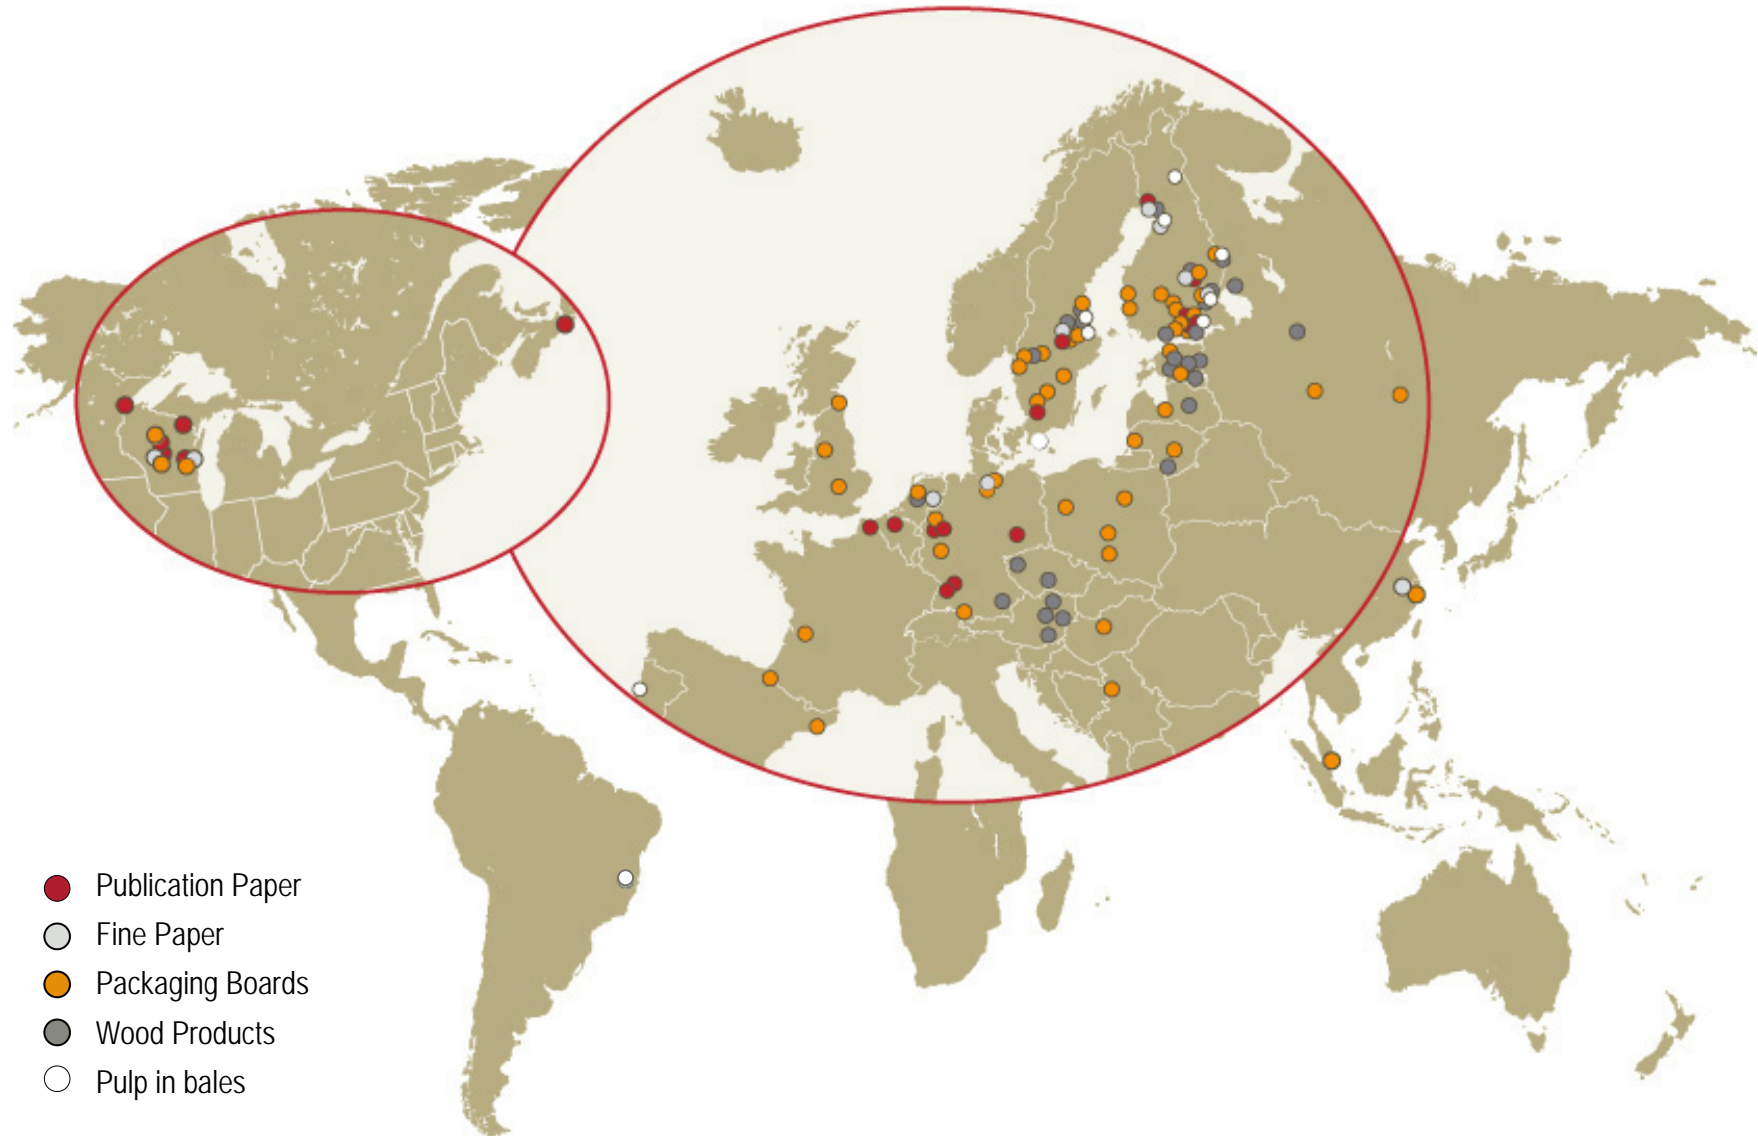 Publication Paper
Fine Paper
Packaging Boards
Wood Products
Pulp in bales